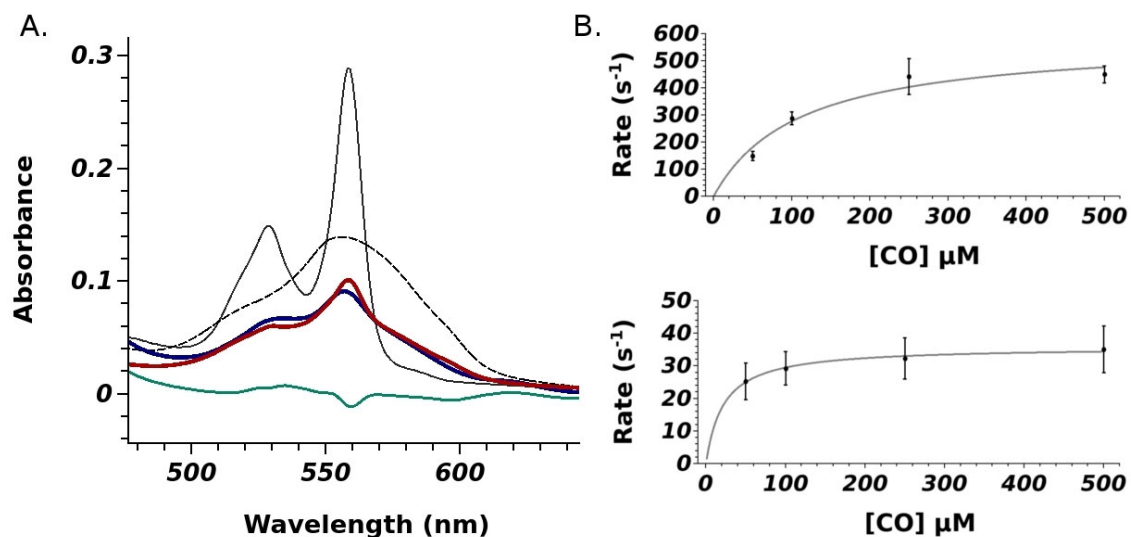 A.
0.3
0.2
0.1
0
Absorbance
500 550 600
Wavelength (nm)
B.
600
500
400
300
200
100
0
Rate (s-1)
0 100 200 300 400 500
[CO] μM
50
40
30
20
10
0
Rate (s-1)
0 100 200 300 400 500
[CO] μM